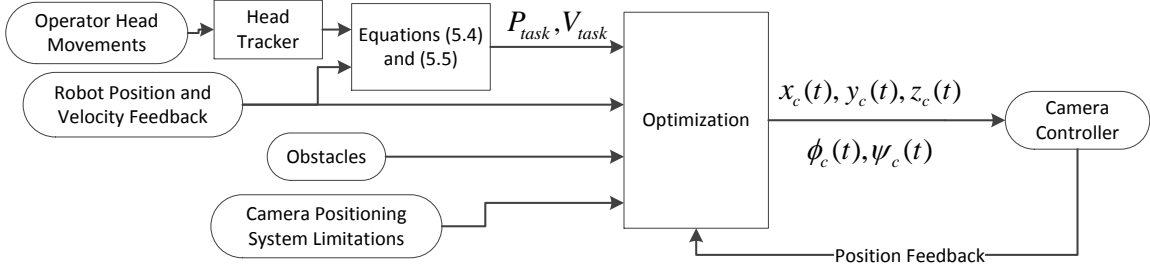 Operator Head
Movements
Head
Tracker
Equations (5.4)
and (5.5)
P_task, V_task
Robot Position and
Velocity Feedback
Obstacles
Camera Positioning
System Limitations
Optimization
x_c(t), y_c(t), z_c(t)
ϕ_c(t), ψ_c(t)
Camera
Controller
Position Feedback